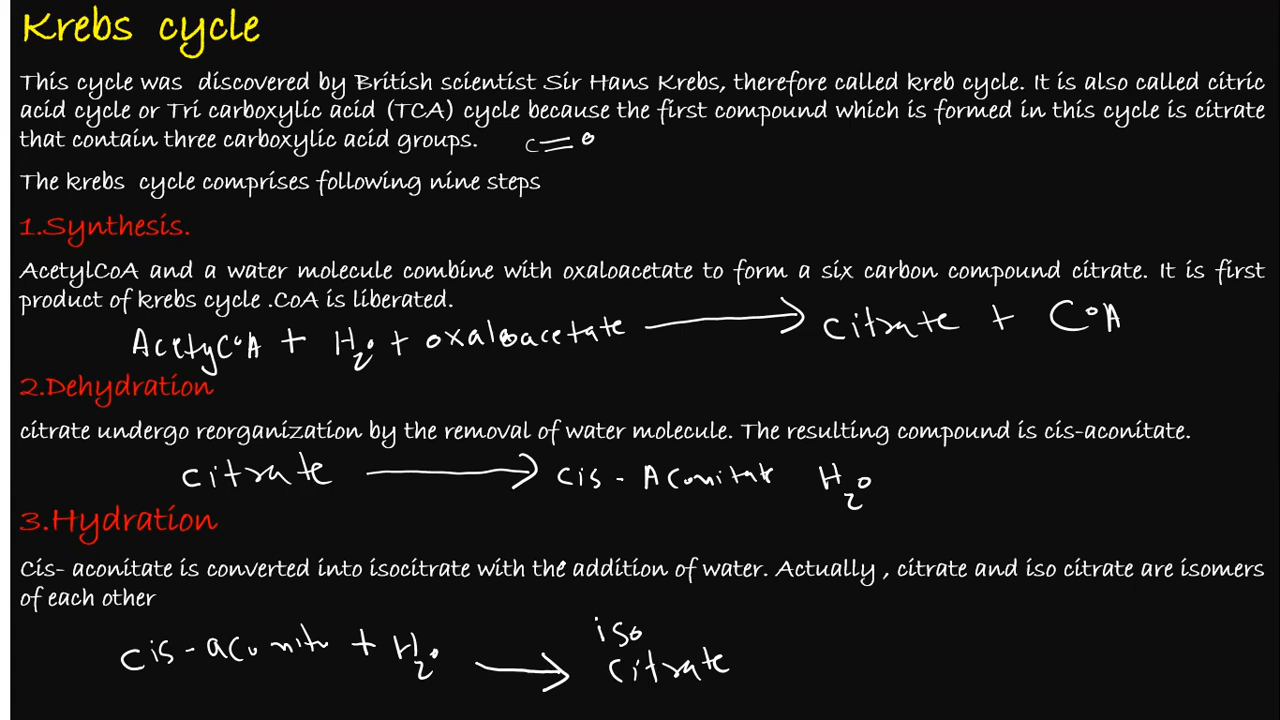 Krebs cycle
This cycle was discovered by British scientist Sir Hans Krebs, therefore called kreb cycle. It is also called citric
acid cycle or Tri carboxylic acid (TCA) cycle because the first compound which is formed in this cycle is citrate
that contain three carboxylic acid groups. C=O
The krebs cycle comprises following nine steps
1.Synthesis.
AcetylCoA and a water molecule combine with oxaloacetate to form a six carbon compound citrate. It is first
product of krebs cycle .CoA is liberated.
AcetyCoA + H2O + oxaloacetate → citrate + CoA
2.Dehydration
citrate undergo reorganization by the removal of water molecule. The resulting compound is cis-aconitate.
citrate → cis - Aconitate H2O
3.Hydration
Cis- aconitate is converted into isocitrate with the addition of water. Actually , citrate and iso citrate are isomers
of each other
iso
cis-aconite + H2O → citrate